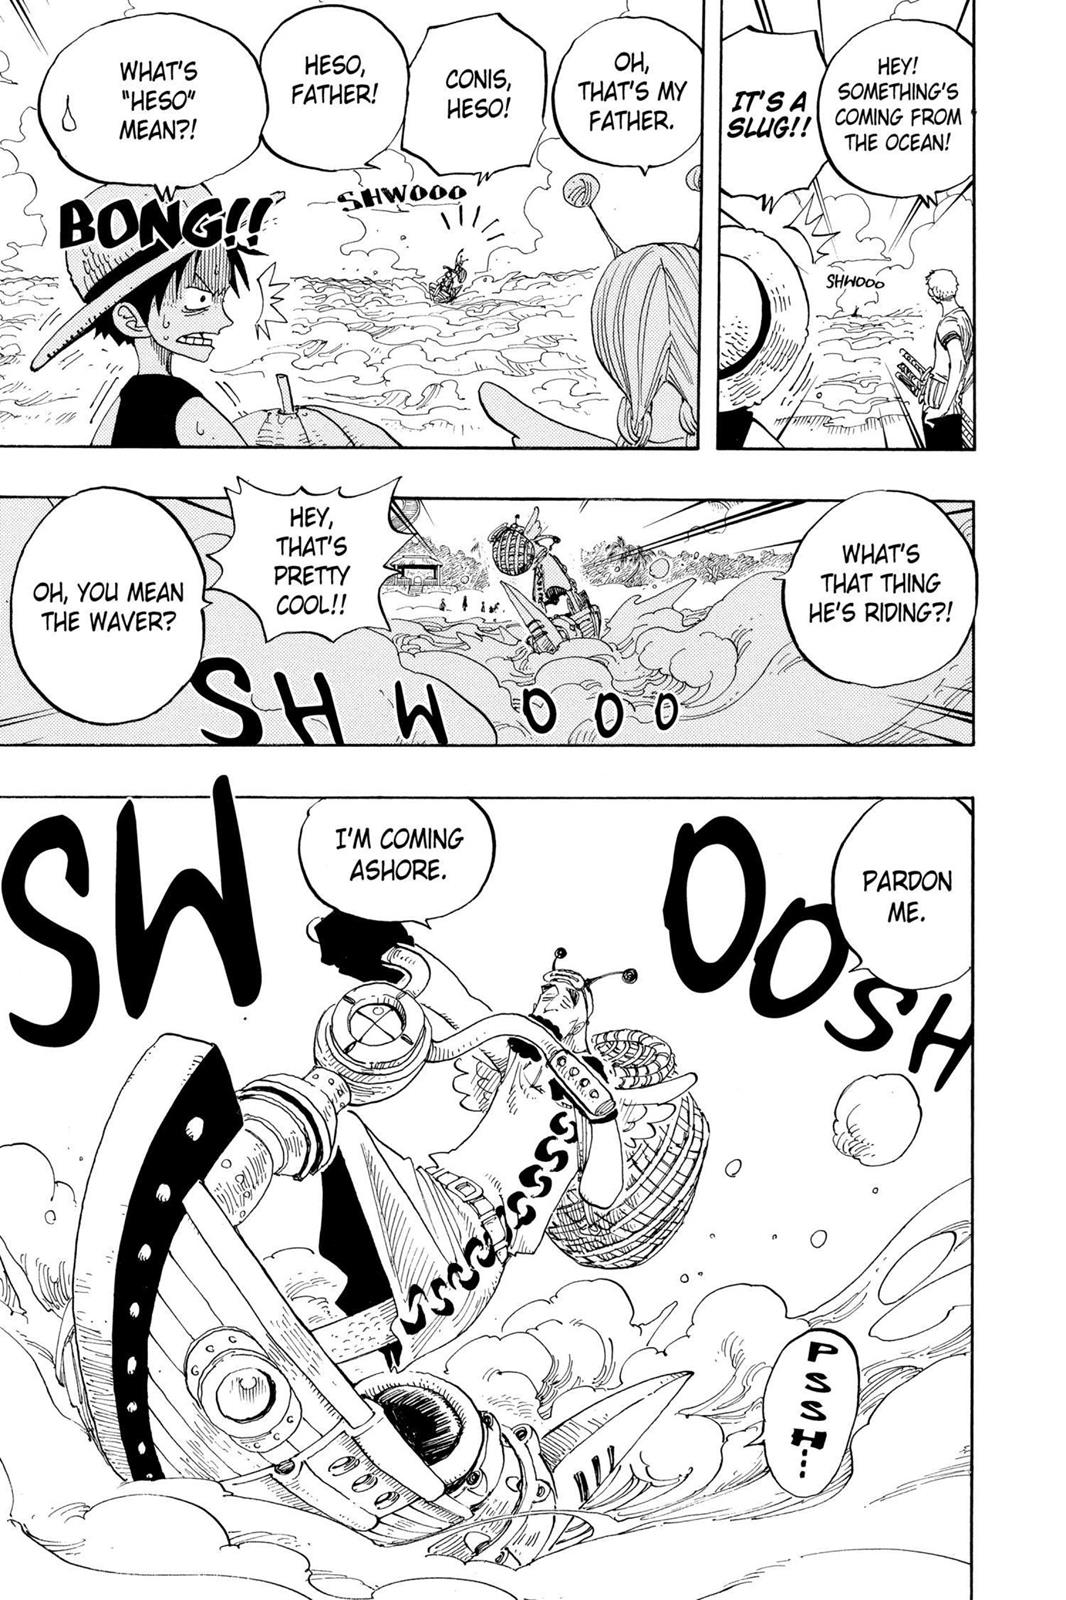 HEY!
SOMETHING'S
COMING FROM
THE OCEAN!
IT'S A
SLUG!!
SHWOOO
OH,
THAT'S MY
FATHER.
CONIS,
HESO!
HESO,
FATHER!
WHAT'S
"HESO"
MEAN?!
SHWOOO
BONG!!
WHAT'S
THAT THING
HE'S RIDING?!
HEY,
THAT'S
PRETTY
COOL!!
OH, YOU MEAN
THE WAVER?
SHWOOO
PARDON
ME.
I'M COMING
ASHORE.
SWOOSH
PSSH...